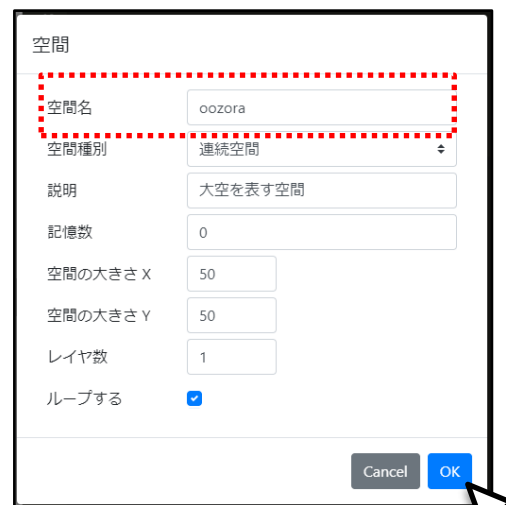 空間
空間名 oozora
空間種別 連続空間
説明 大空を表す空間
記憶数 0
空間の大きさ X 50
空間の大きさ Y 50
レイヤ数 1
ループする
Cancel OK